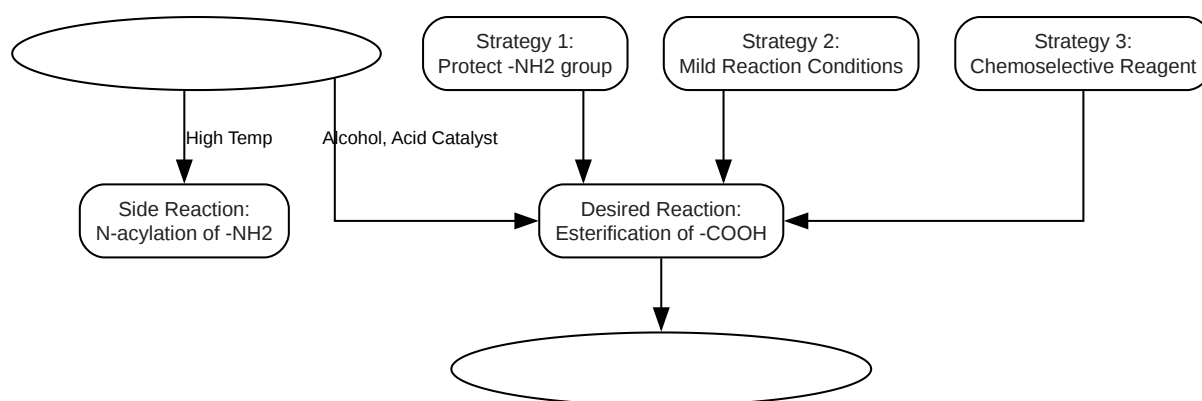 Strategy 1:
Protect -NH2 group
Strategy 2:
Mild Reaction Conditions
Strategy 3:
Chemoselective Reagent
High Temp
Alcohol, Acid Catalyst
Side Reaction:
N-acylation of -NH2
Desired Reaction:
Esterification of -COOH